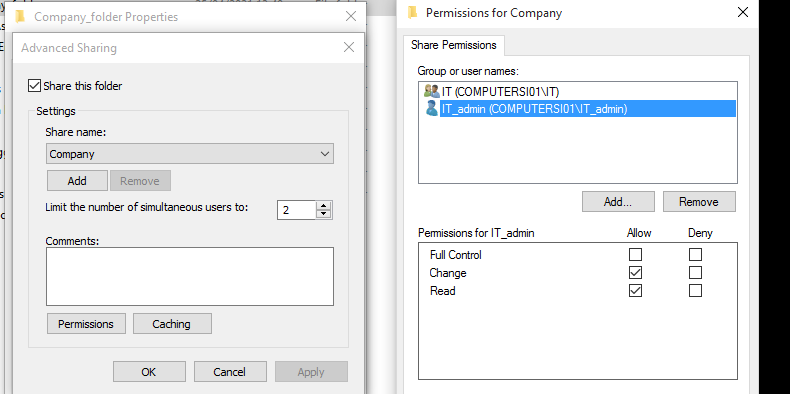 Company_folder Properties
Advanced Sharing
Share this folder
Settings
Share name:
Company
Add
Remove
Limit the number of simultaneous users to:
2
Comments:
Permissions
Caching
OK
Cancel
Apply
Permissions for Company
Share Permissions
Group or user names:
IT (COMPUTERSI01\IT)
IT_admin (COMPUTERSI01\IT_admin)
Add...
Remove
Permissions for IT_admin
Allow
Deny
Full Control
Change
Read